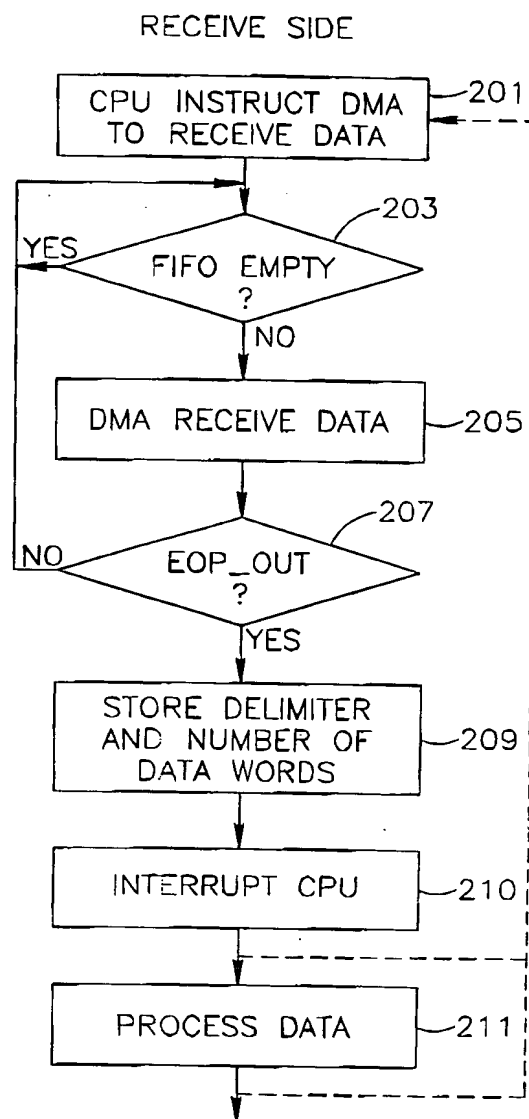 RECEIVE SIDE
CPU INSTRUCT DMA
TO RECEIVE DATA
201
203
YES
FIFO EMPTY
?
NO
DMA RECEIVE DATA
205
207
NO
EOP_OUT
?
YES
STORE DELIMITER
AND NUMBER OF
DATA WORDS
209
INTERRUPT CPU
210
PROCESS DATA
211